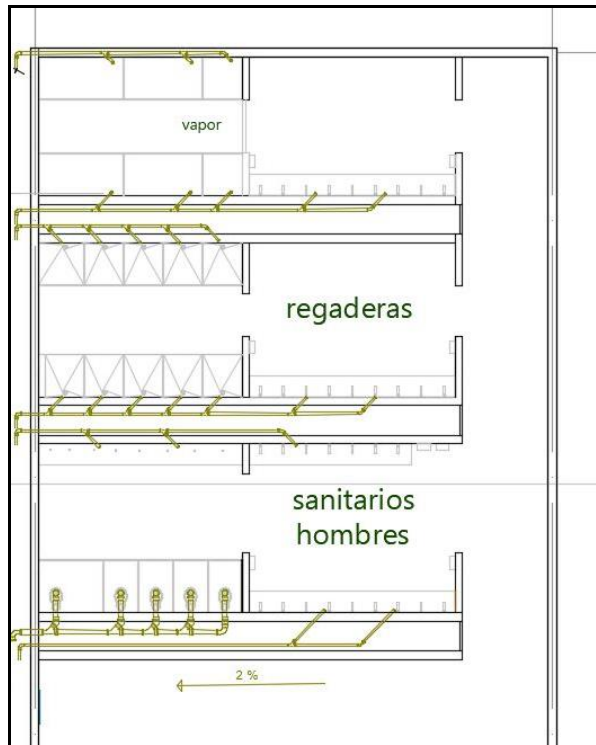 vapor
regaderas
sanitarios
hombres
2 %